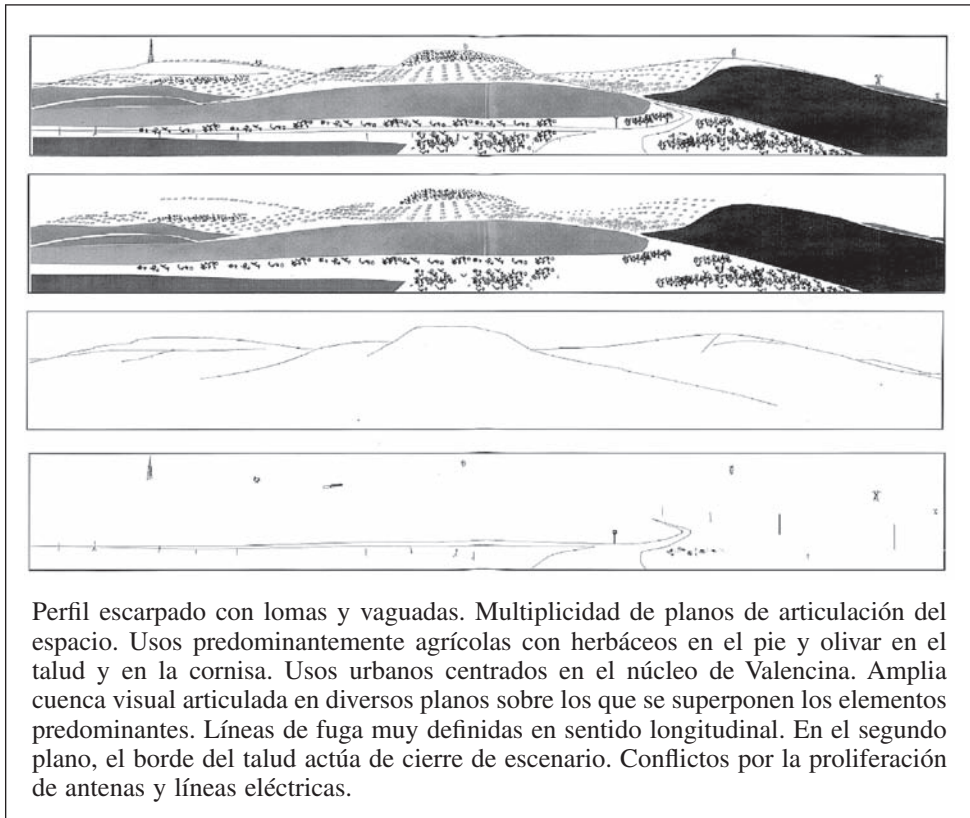 Perfil escarpado con lomas y vaguadas. Multiplicidad de planos de articulación del
espacio. Usos predominantemente agrícolas con herbáceos en el pie y olivar en el
talud y en la cornisa. Usos urbanos centrados en el núcleo de Valencina. Amplia
cuenca visual articulada en diversos planos sobre los que se superponen los elementos
predominantes. Líneas de fuga muy definidas en sentido longitudinal. En el segundo
plano, el borde del talud actúa de cierre de escenario. Conflictos por la proliferación
de antenas y líneas eléctricas.